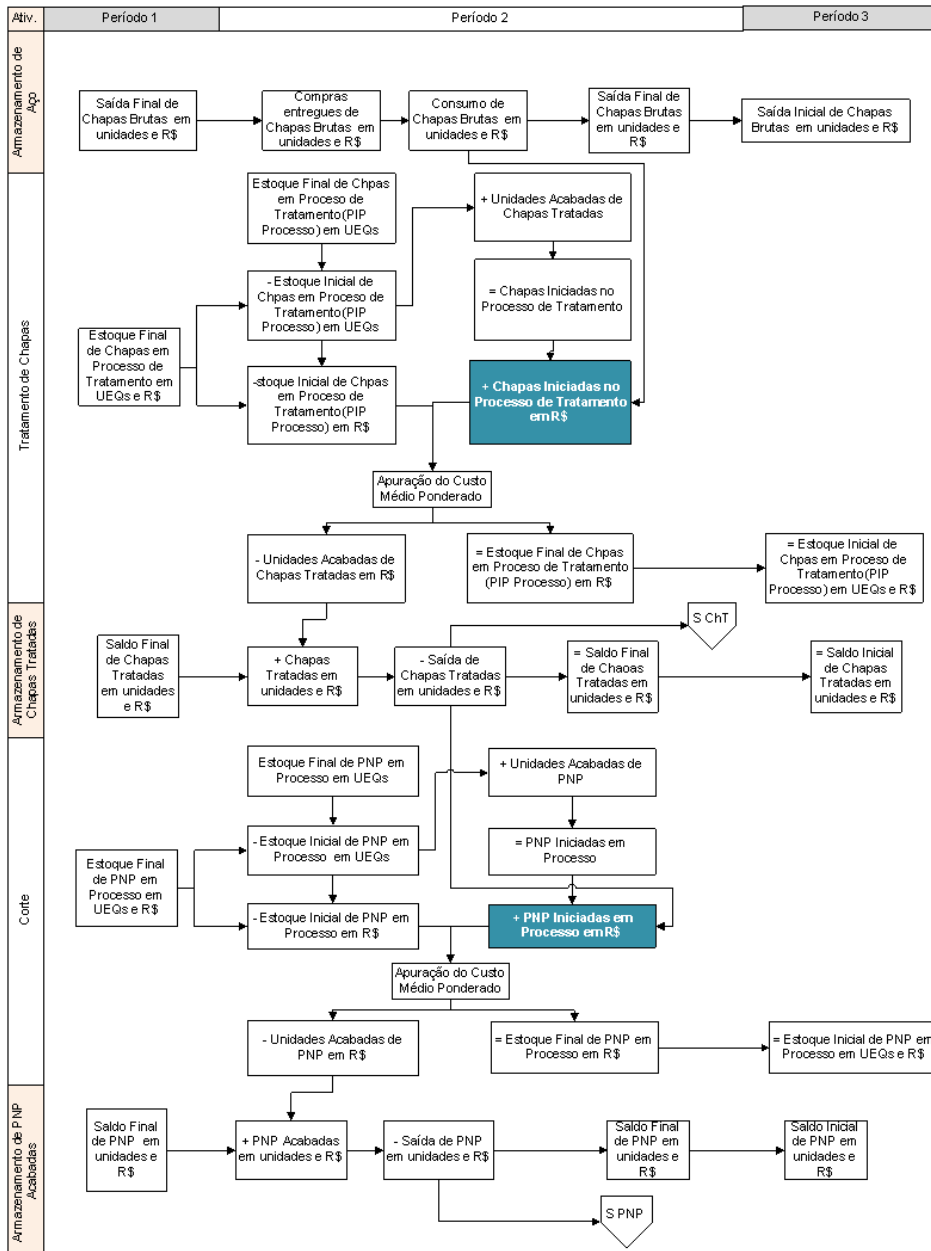 Ativ.
Período 1
Período 2
Período 3
Armazenamento de
Aço
Saída Final de
Chapas Brutas em
unidades e R$
Compras
entregues de
Chapas Brutas em
unidades e R$
Consumo de
Chapas Brutas em
unidades e R$
Saída Final de
Chapas Brutas
em unidades e
R$
Saída Inicial de Chapas
Brutas em unidades e R$
Tratamento de Chapas
Estoque Final de Chpas
em Proceso de
Tratamento(PIP
Processo) em UEQs
+ Unidades Acabadas de
Chapas Tratadas
- Estoque Inicial de
Chpas em Proceso de
Tratamento(PIP
Processo) em UEQs
= Chapas Iniciadas no
Processo de Tratamento
Estoque Final
de Chapas em
Processo de
Tratamento em
UEQs e R$
-stoque Inicial de Chpas
em Proceso de
Tratamento(PIP
Processo) em R$
+ Chapas Iniciadas no
Processo de Tratamento
em R$
Apuração do Custo
Médio Ponderado
- Unidades Acabadas de
Chapas Tratadas em R$
= Estoque Final de Chpas
em Proceso de Tratamento
(PIP Processo) em R$
= Estoque Inicial de
Chpas em Proceso de
Tratamento(PIP
Processo) em UEQs e R$
Armazenamento de
Chapas Tratadas
S ChT
Saldo Final
de Chapas
Tratadas
em unidades
e R$
+ Chapas
Tratadas em
unidades e R$
- Saída de
Chapas Tratadas
em unidades e R$
= Saldo Final
de Chaoas
Tratadas em
unidades e R$
= Saldo Inicial
de Chapas
Tratadas em
unidades e R$
Corte
Estoque Final de PNP em
Processo em UEQs
+ Unidades Acabadas de
PNP
- Estoque Inicial de PNP em
Processo em UEQs
= PNP Iniciadas em
Processo
Estoque Final
de PNP em
Processo em
UEQs e R$
- Estoque Inicial de PNP em
Processo em R$
+ PNP Iniciadas em
Processo em R$
Apuração do Custo
Médio Ponderado
- Unidades Acabadas de
PNP em R$
= Estoque Final de PNP em
Processo em R$
= Estoque Inicial de PNP em
Processo em UEQs e R$
Armazenamento de PNP
Acabadas
Saldo Final
de PNP em
unidades e
R$
+ PNP Acabadas
em unidades e R$
- Saída de PNP
em unidades e R$
Saldo Final
de PNP em
unidades e
R$
Saldo Inicial
de PNP em
unidades e
R$
S PNP